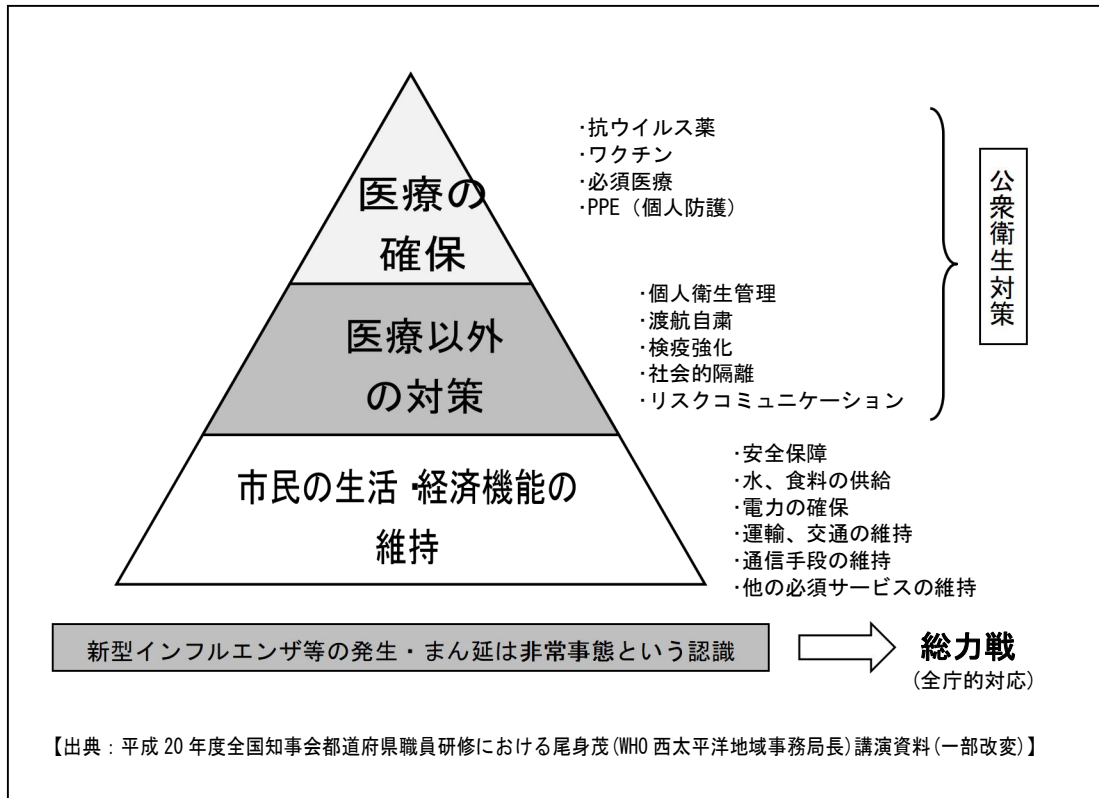 医療の
確保
・抗ウイルス薬
・ワクチン
・必須医療
・PPE（個人防護）
医療以外
の対策
・個人衛生管理
・渡航自粛
・検疫強化
・社会的隔離
・リスクコミュニケーション
公衆衛生対策
市民の生活・経済機能の
維持
・安全保障
・水、食料の供給
・電力の確保
・運輸、交通の維持
・通信手段の維持
・他の必須サービスの維持
新型インフルエンザ等の発生・まん延は非常事態という認識
総力戦
(全庁的対応)
【出典：平成20年度全国知事会都道府県職員研修における尾身茂(WHO西太平洋地域事務局長)講演資料(一部改変)】